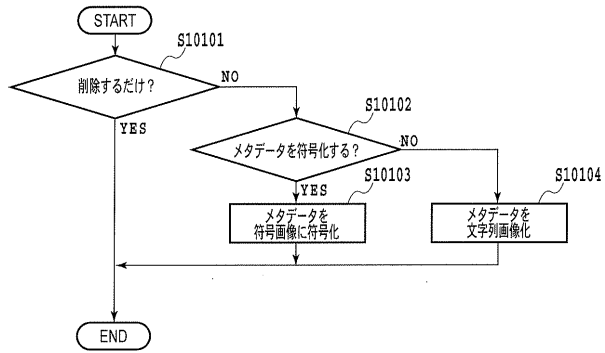 START
S10101
削除するだけ？
NO
S10102
YES
メタデータを符号化する？
NO
S10103
S10104
YES
メタデータを
符号画像に符号化
メタデータを
文字列画像化
END